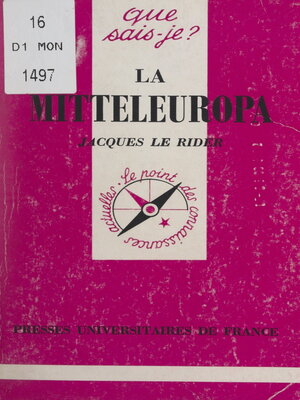 16
D1 MON
1497
que
sais-je?
LA
MITTELEUROPA
JACQUES LE RIDER
Le point des connaissances actuelles
PRESSES UNIVERSITAIRES DE FRANCE